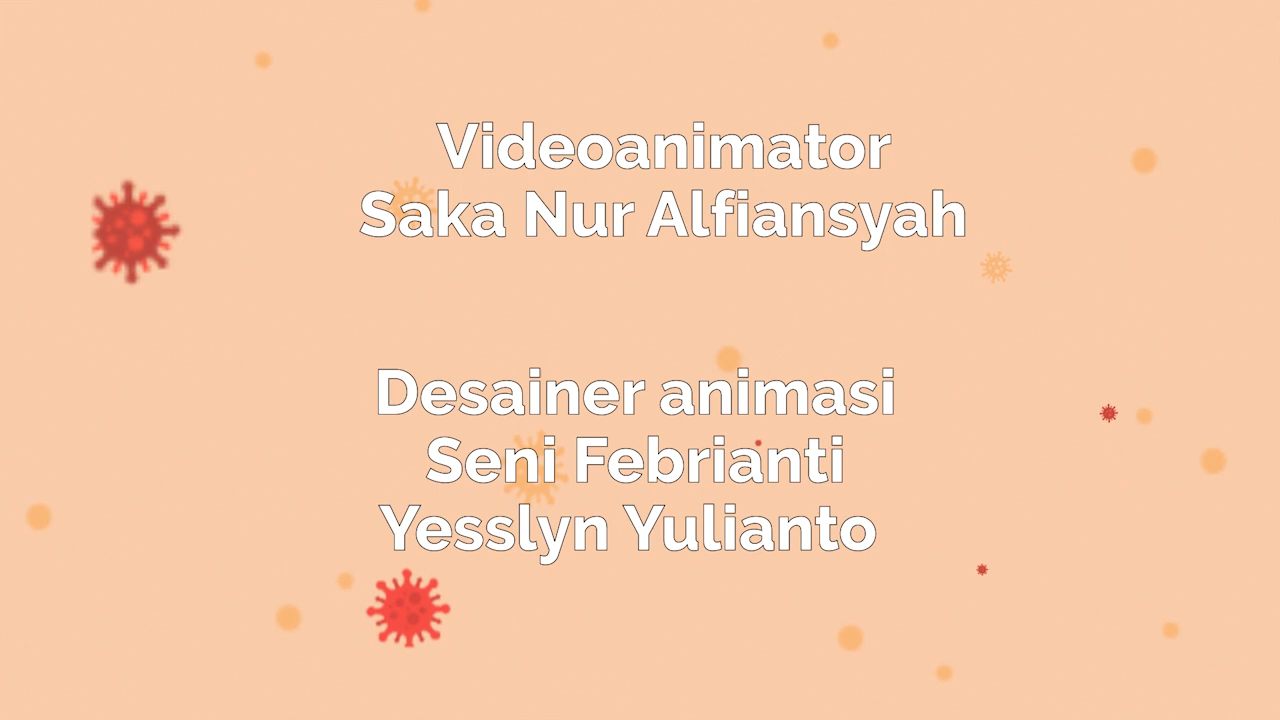 Videoanimator
Saka Nur Alfiansyah
Desainer animasi
Seni Febrianti
Yesslyn Yulianto